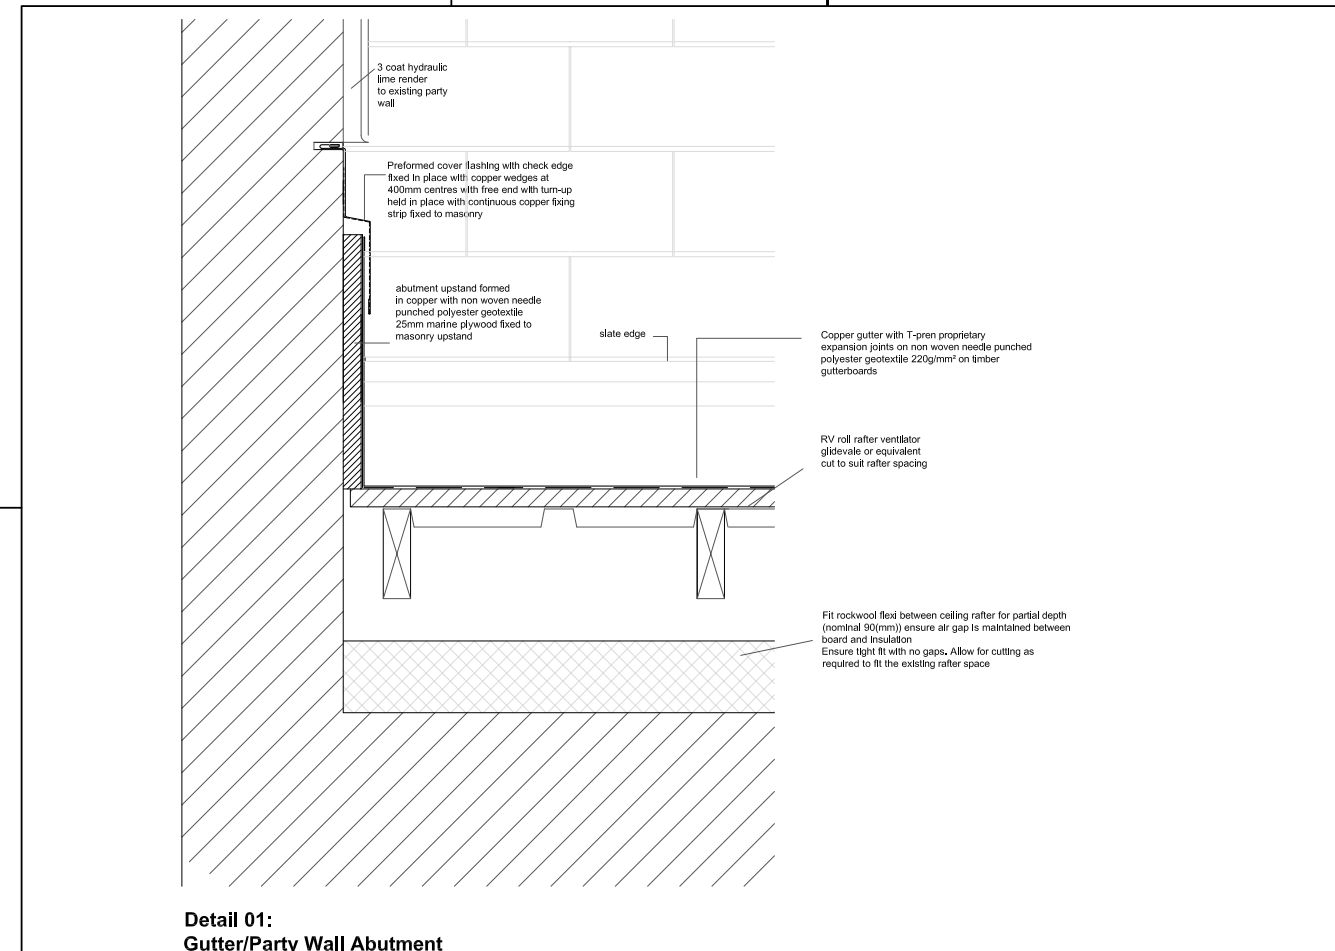 3 coat hydraulic
lime render
to existing party
wall
Preformed cover flashing with check edge
fixed in place with copper wedges at
400mm centres with free end with turn-up
held in place with continuous copper fixing
strip fixed to masonry
abutment upstand formed
in copper with non woven needle
punched polyester geotextile
25mm marine plywood fixed to
masonry upstand
slate edge
Copper gutter with T-pren proprietary
expansion joints on non woven needle punched
polyester geotextile 220g/mm² on timber
gutterboards
RV roll rafter ventilator
glidevale or equivalent
cut to suit rafter spacing
Fit rockwool flexi between ceiling rafter for partial depth
(nominal 90(mm)) ensure air gap is maintained between
board and insulation
Ensure tight fit with no gaps. Allow for cutting as
required to fit the existing rafter space
Detail 01:
Gutter/Party Wall Abutment